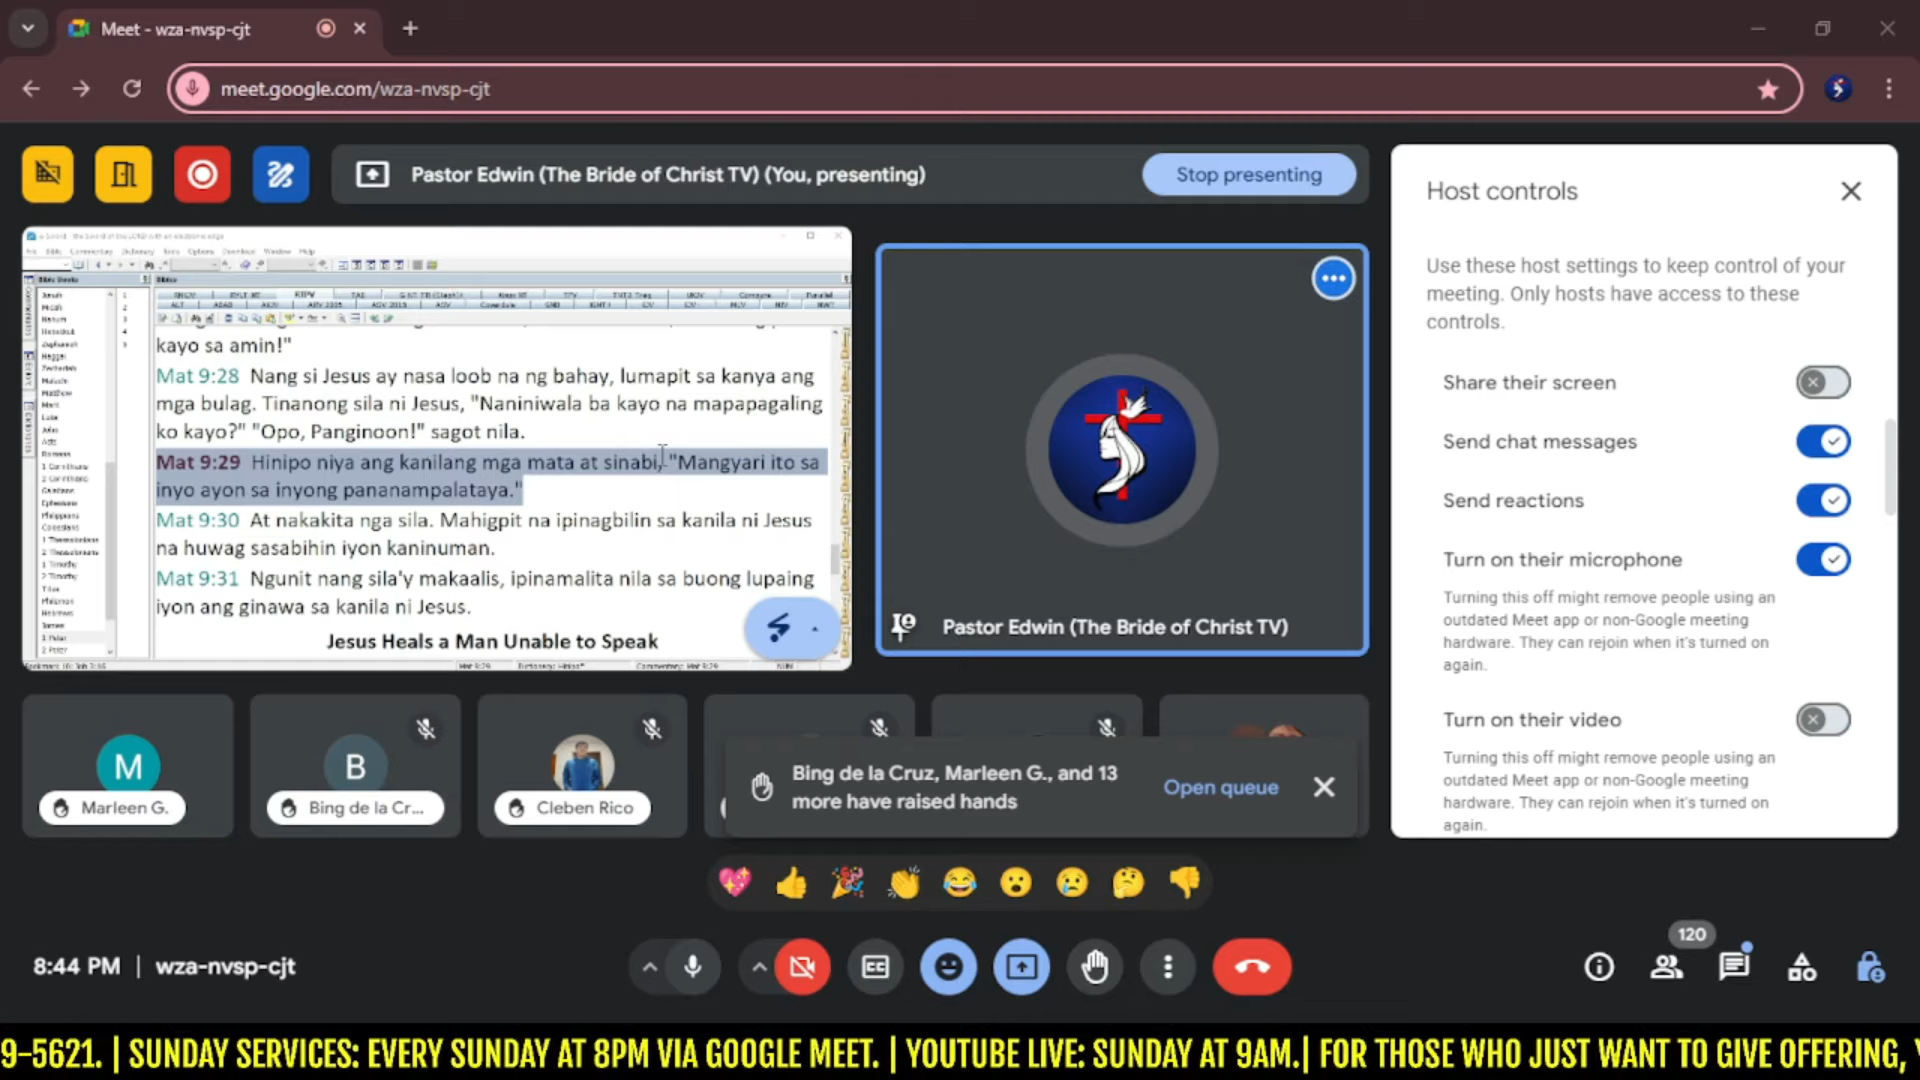 Meet - wza-nvsp-cjt
meet.google.com/wza-nvsp-cjt
Pastor Edwin (The Bride of Christ TV) (You, presenting)
Stop presenting
kayo sa amin!"
Mat 9:28 Nang si Jesus ay nasa loob na ng bahay, lumapit sa kanya ang
mga bulag. Tinanong sila ni Jesus, "Naniniwala ba kayo na mapapagaling
ko kayo?" "Opo, Panginoon!" sagot nila.
Mat 9:29 Hinipo niya ang kanilang mga mata at sinabi, "Mangyari ito sa
inyo ayon sa inyong pananampalataya."
Mat 9:30 At nakakita nga sila. Mahigpit na ipinagbilin sa kanila ni Jesus
na huwag sasabihin iyon kaninuman.
Mat 9:31 Ngunit nang sila'y makaalis, ipinamalita nila sa buong lupaing
iyon ang ginawa sa kanila ni Jesus.
Jesus Heals a Man Unable to Speak
Pastor Edwin (The Bride of Christ TV)
Host controls
Use these host settings to keep control of your
meeting. Only hosts have access to these
controls.
Share their screen
Send chat messages
Send reactions
Turn on their microphone
Turning this off might remove people using an
outdated Meet app or non-Google meeting
hardware. They can rejoin when it's turned on
again.
Turn on their video
Turning this off might remove people using an
outdated Meet app or non-Google meeting
hardware. They can rejoin when it's turned on
again.
M
Marleen G.
B
Bing de la Cr...
Cleben Rico
Bing de la Cruz, Marleen G., and 13
more have raised hands
Open queue
8:44 PM | wza-nvsp-cjt
120
9-5621. | SUNDAY SERVICES: EVERY SUNDAY AT 8PM VIA GOOGLE MEET. | YOUTUBE LIVE: SUNDAY AT 9AM.| FOR THOSE WHO JUST WANT TO GIVE OFFERING,